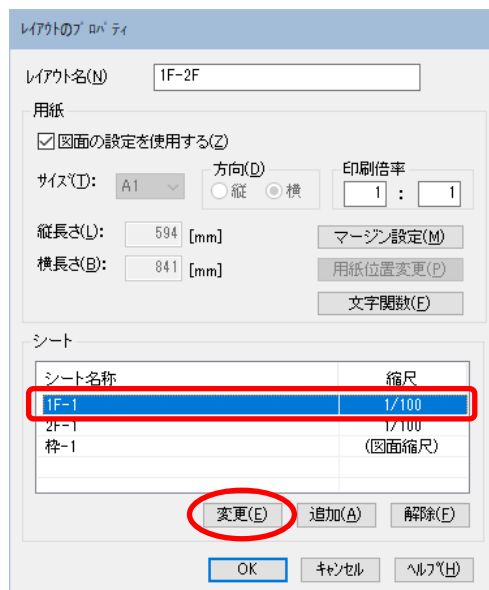 レイアウトのプロパティ
レイアウト名(N) 1F-2F
用紙
図面の設定を使用する(Z)
サイズ(T): A1 方向(D) 縦 横 印刷倍率 1 : 1
縦長さ(L): 594 [mm] マージン設定(M)
横長さ(B): 841 [mm] 用紙位置変更(P)
文字関数(F)
シート
シート名称 縮尺
1F-1 1/100
2F-1 1/100
枠-1 (図面縮尺)
変更(E) 追加(A) 解除(F)
OK キャンセル ヘルプ(H)